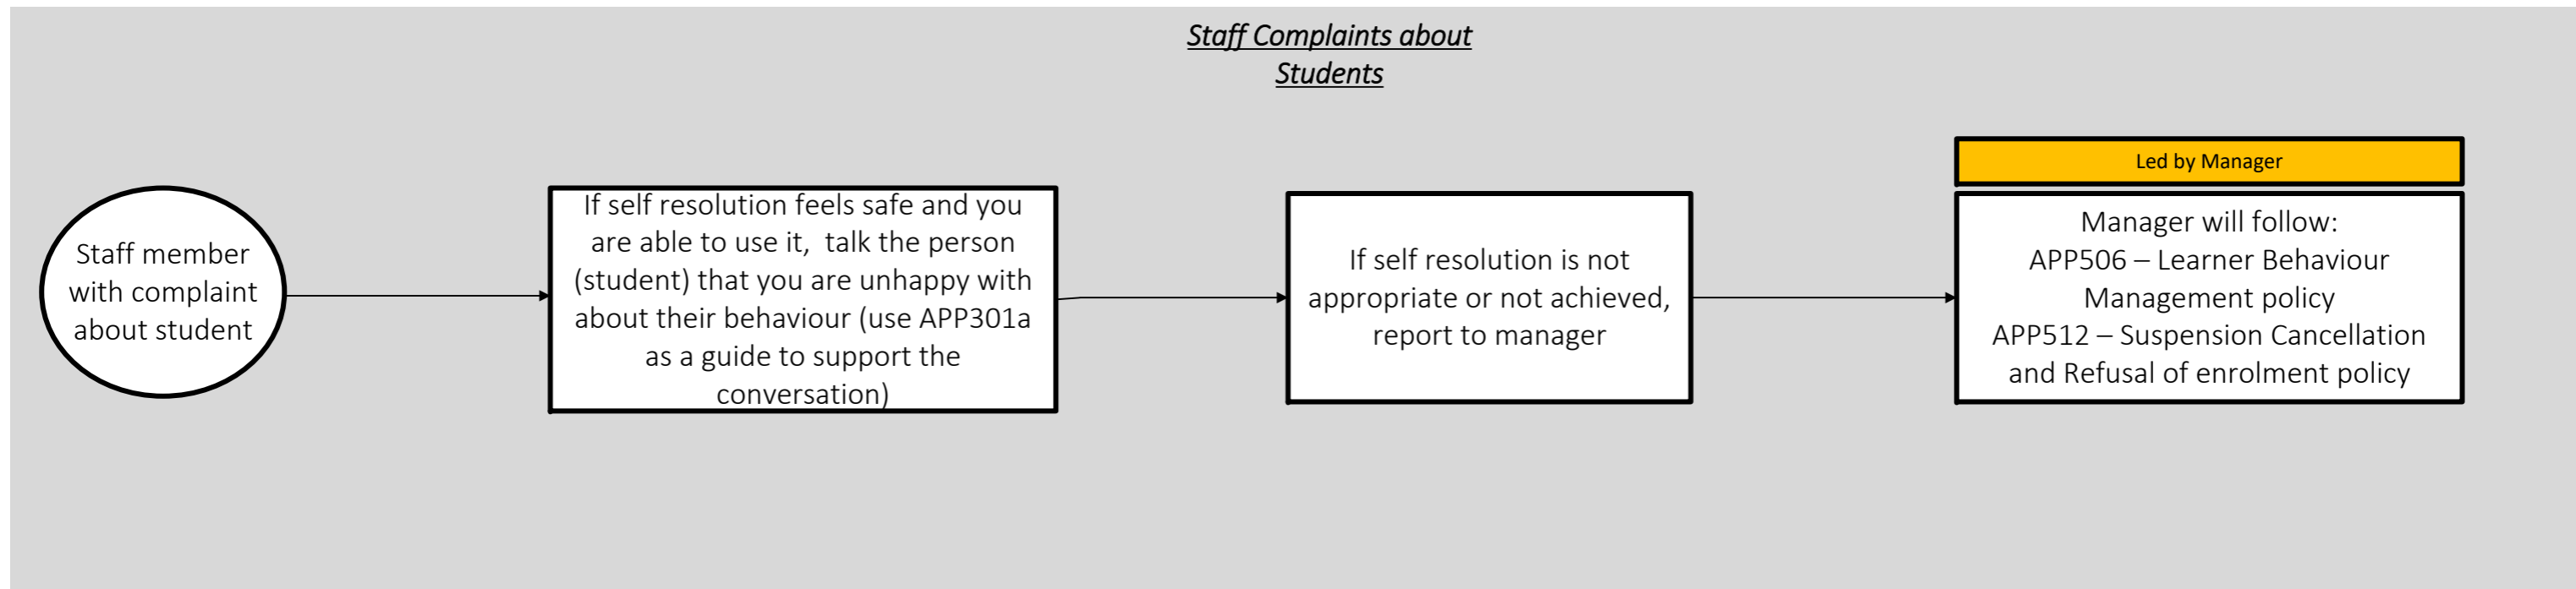 Staff Complaints about
Students
Staff member
with complaint
about student
If self resolution feels safe and you
are able to use it, talk the person
(student) that you are unhappy with
about their behaviour (use APP301a
as a guide to support the
conversation)
If self resolution is not
appropriate or not achieved,
report to manager
Led by Manager
Manager will follow:
APP506 – Learner Behaviour
Management policy
APP512 – Suspension Cancellation
and Refusal of enrolment policy